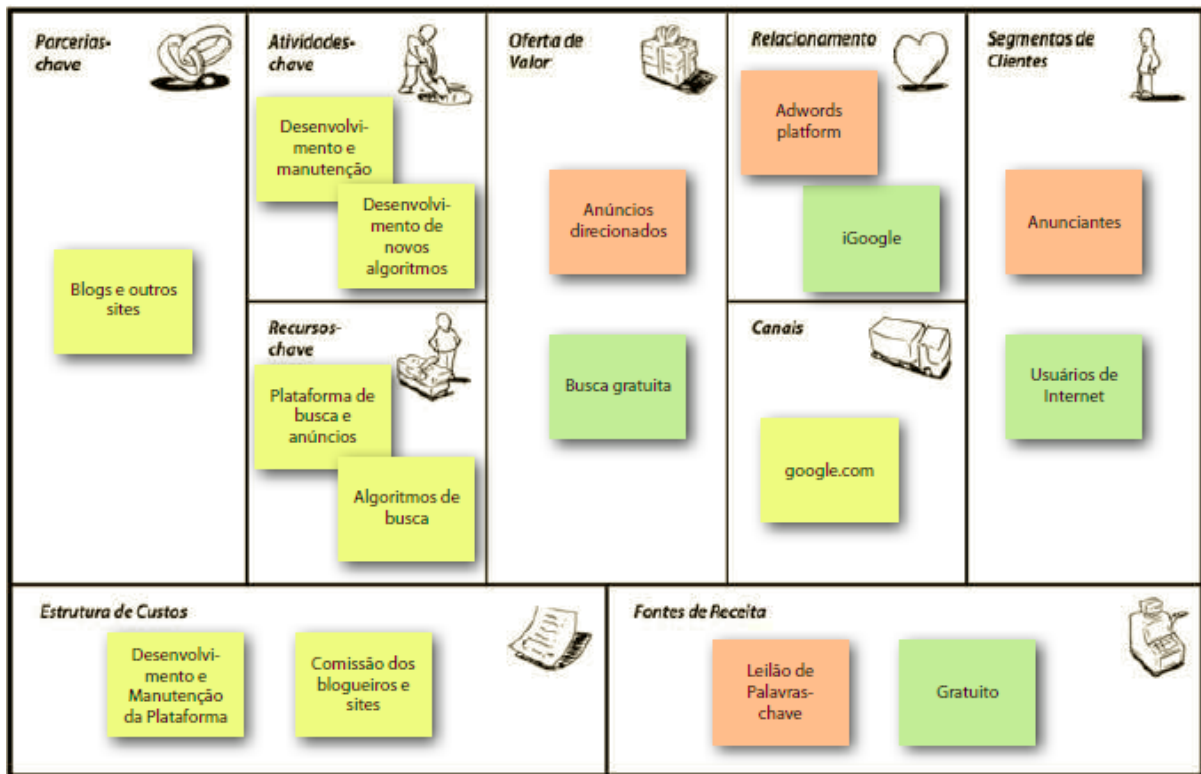 Parcerias-
chave
Atividades-
chave
Oferta de
Valor
Relacionamento
Segmentos de
Clientes
Blogs e outros
sites
Desenvolvi-
mento e
manutenção
Desenvolvi-
mento de
novos
algoritmos
Recursos-
chave
Plataforma de
busca e
anúncios
Algoritmos de
busca
Anúncios
direcionados
Busca gratuita
Adwords
platform
iGoogle
Canais
google.com
Anunciantes
Usuários de
Internet
Estrutura de Custos
Desenvolvi-
mento e
Manutenção
da Plataforma
Comissão dos
blogueiros e
sites
Fontes de Receita
Leilão de
Palavras-
chave
Gratuito